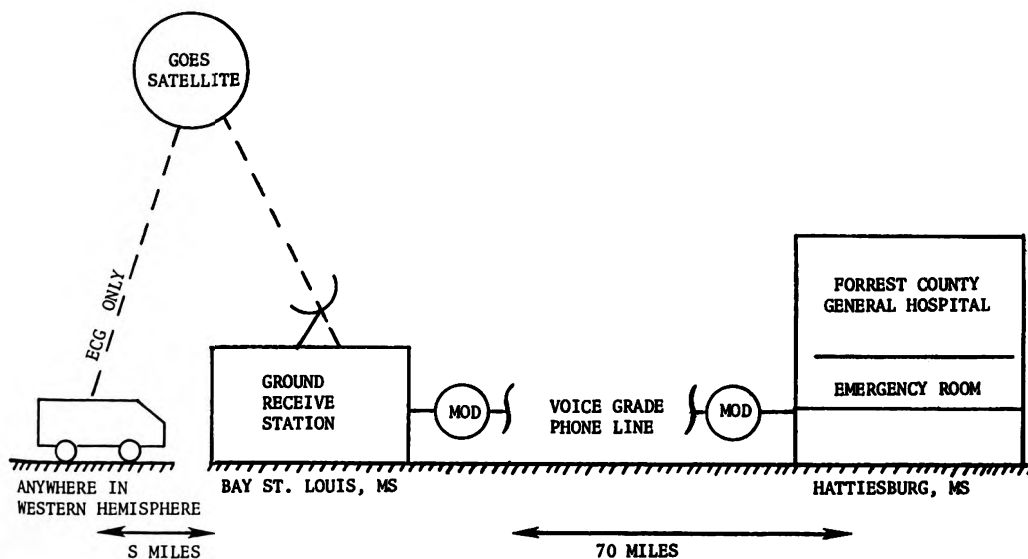 GOES
SATELLITE
ECG ONLY
FORREST COUNTY
GENERAL HOSPITAL
EMERGENCY ROOM
GROUND
RECEIVE
STATION
MOD
VOICE GRADE
PHONE LINE
MOD
ANYWHERE IN
WESTERN HEMISPHERE
BAY ST. LOUIS, MS
HATTIESBURG, MS
S MILES
70 MILES